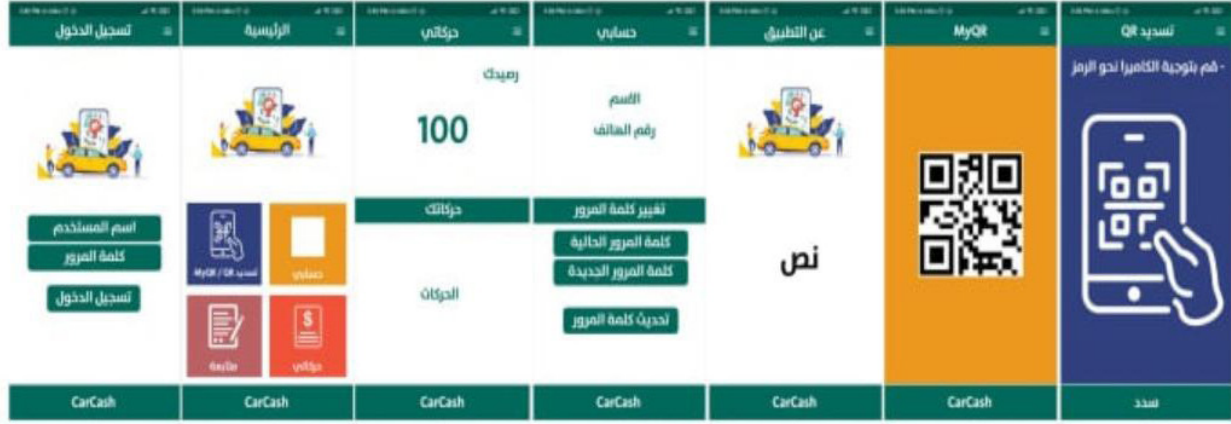 تسجيل الدخول
اسم المستخدم
كلمة المرور
تسجيل الدخول
CarCash
الرئيسية
حسابي
تسديد MyQR / QR
حركاتي
متابعة
CarCash
حركاتي
رصيدك
100
حركاتك
الحركات
CarCash
حسابي
الاسم
رقم الهاتف
تغيير كلمة المرور
كلمة المرور الحالية
كلمة المرور الجديدة
تحديث كلمة المرور
CarCash
عن التطبيق
نص
CarCash
MyQR
CarCash
تسديد QR
- قم بتوجية الكاميرا نحو الرمز
سدد